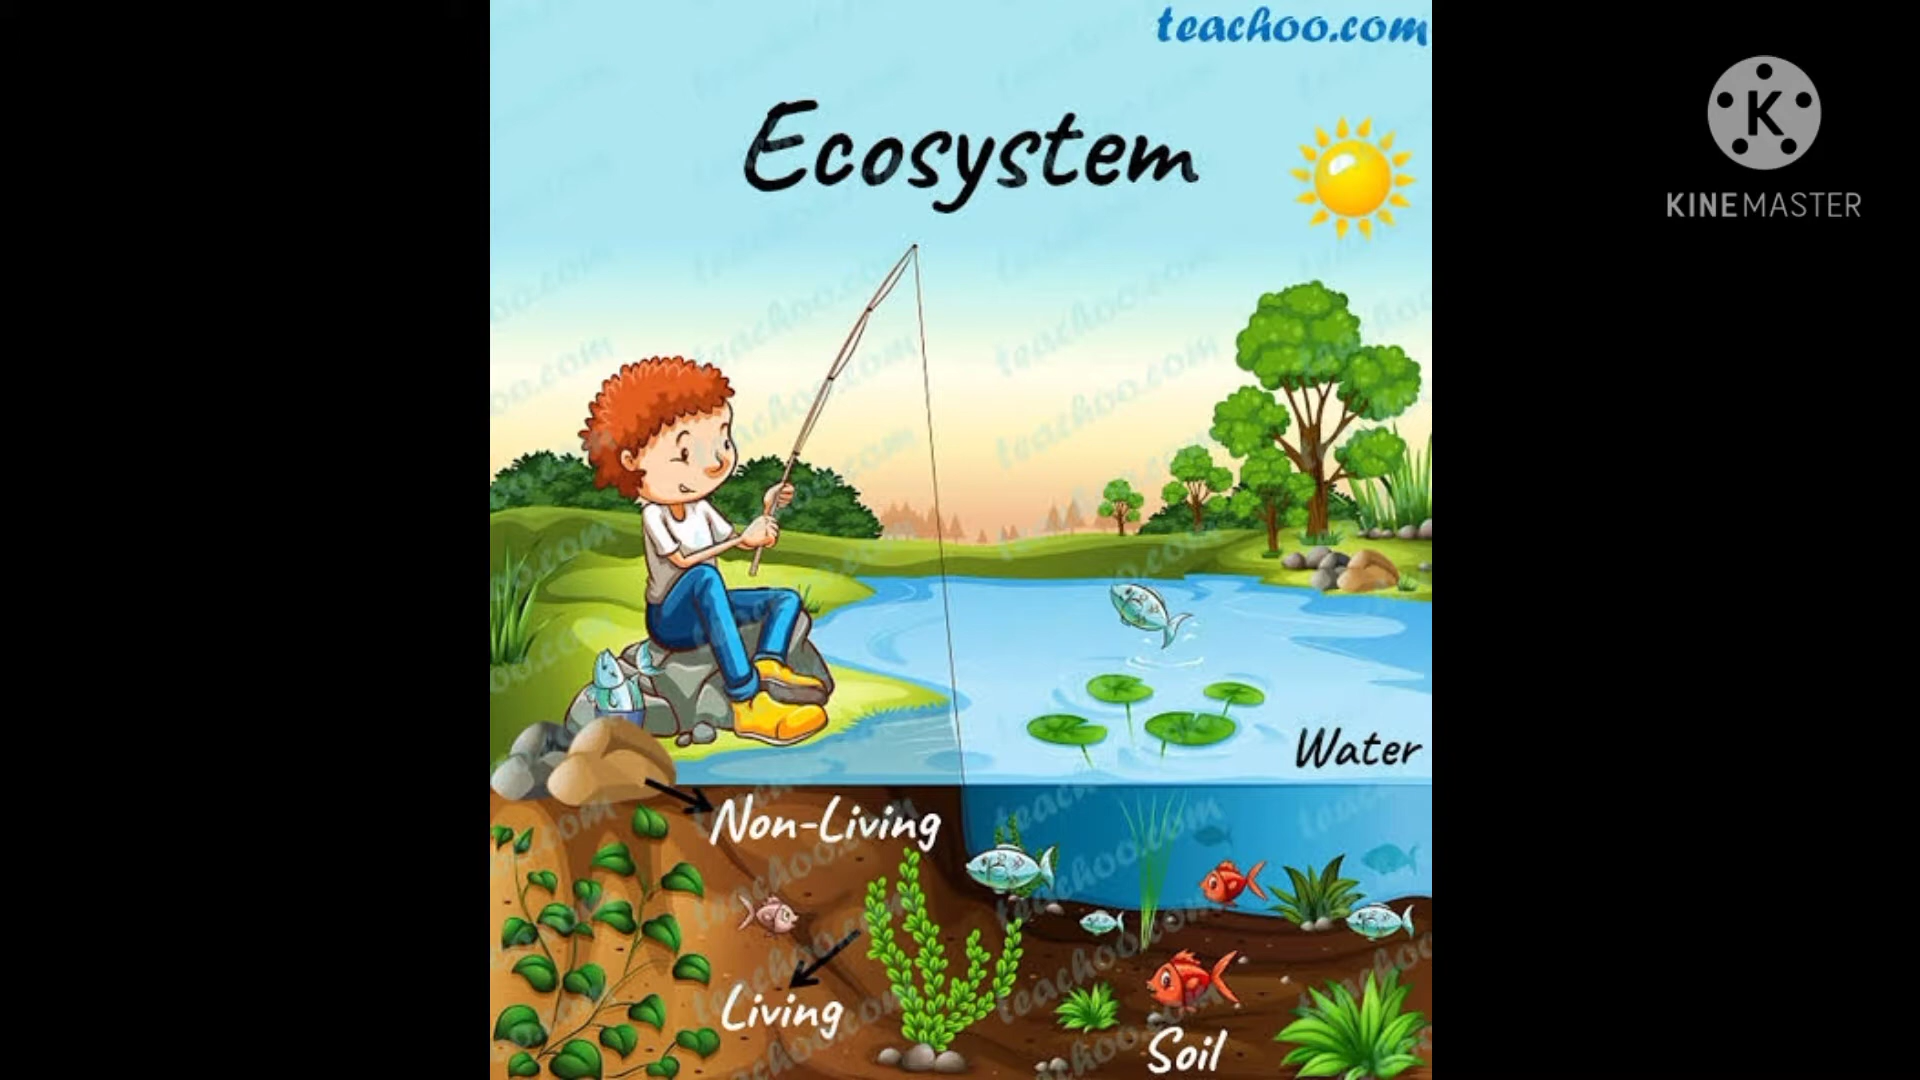 teachoo.com
Ecosystem
KINEMASTER
Water
Non-Living
Living
Soil